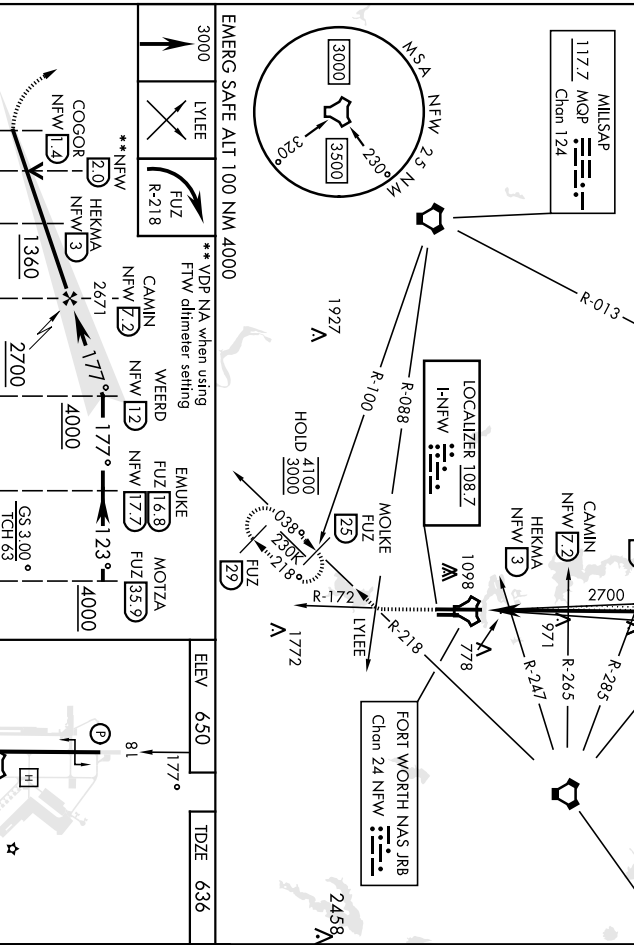 MILLSAP
117.7 MQP
Chan 124
R-013
MSA NFW 25 NM
3000
3500
230°
320°
1927
R-100
R-088
LOCALIZER 108.7
I-NFW
CAMIN
NFW 7.2
HEKMA
NFW 3
2700
971
1098
778
R-285
R-265
R-247
HOLD 4100
3000
MOLKE
FUZ
25
038°
230K
218°
FUZ
29
R-172
LYLEE
R-218
1772
FORT WORTH NAS JRB
Chan 24 NFW
2458
EMERG SAFE ALT 100 NM 4000
3000
LYLEE
FUZ
R-218
** VDP NA when using
FTW altimeter setting
COGOR
NFW 1.4
** NFW
2.0
HEKMA
NFW 3
CAMIN
NFW 7.2
WEERD
NFW 12
EMUKE
FUZ 16.8
NFW 17.7
MOTZA
FUZ 35.9
2671
177°
177°
123°
1360
2700
4000
4000
GS 3.00°
TCH 63
ELEV 650
TDZE 636
177°
18
P
H